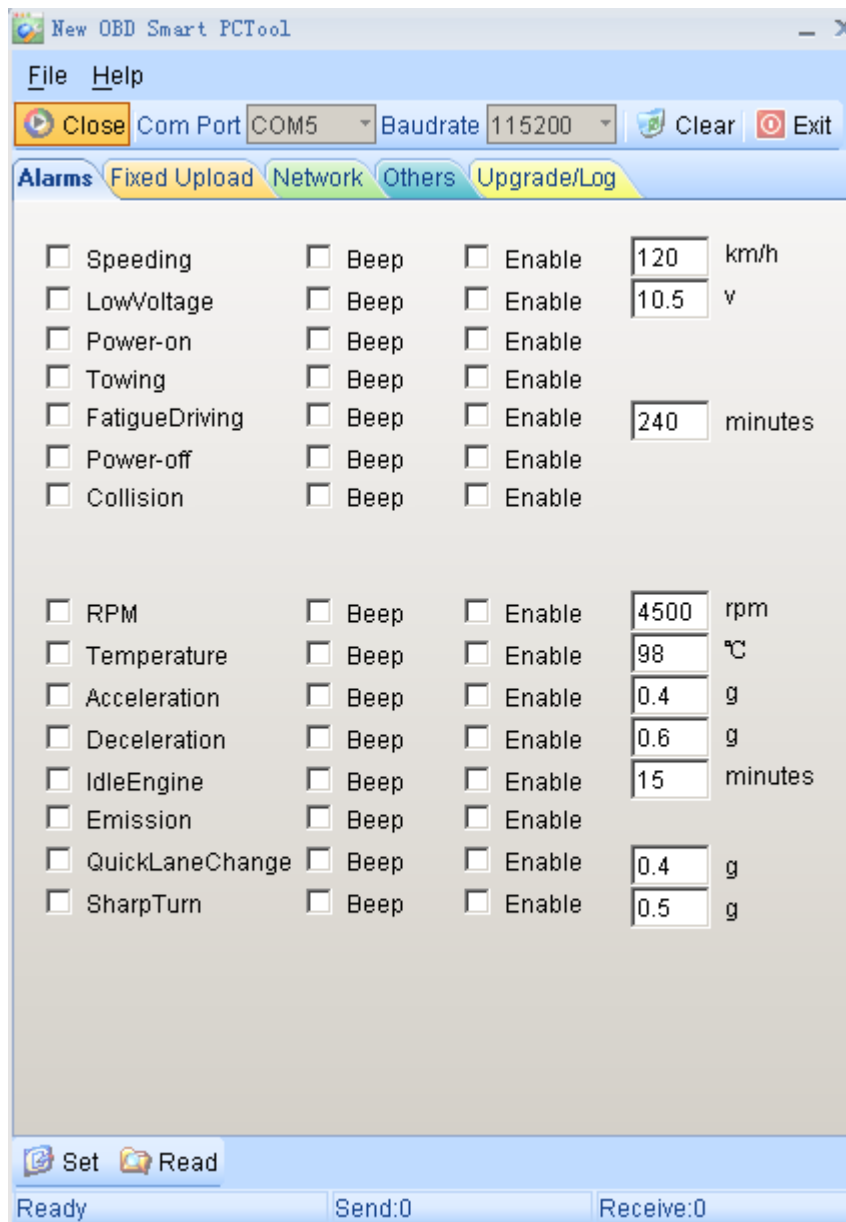 New OBD Smart PCTool
File Help
Close Com Port COM5 Baudrate 115200 Clear Exit
Alarms Fixed Upload Network Others Upgrade/Log
Speeding Beep Enable 120 km/h
LowVoltage Beep Enable 10.5 v
Power-on Beep Enable
Towing Beep Enable
FatigueDriving Beep Enable 240 minutes
Power-off Beep Enable
Collision Beep Enable
RPM Beep Enable 4500 rpm
Temperature Beep Enable 98 ℃
Acceleration Beep Enable 0.4 g
Deceleration Beep Enable 0.6 g
IdleEngine Beep Enable 15 minutes
Emission Beep Enable
QuickLaneChange Beep Enable 0.4 g
SharpTurn Beep Enable 0.5 g
Set Read
Ready Send:0 Receive:0